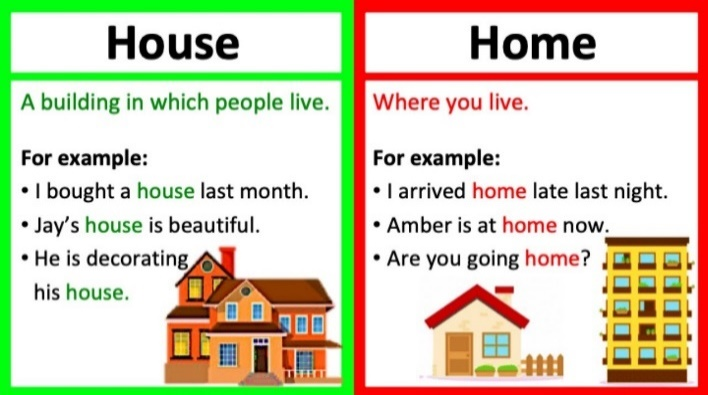 House
A building in which people live.
For example:
• I bought a house last month.
• Jay's house is beautiful.
• He is decorating
his house.
Home
Where you live.
For example:
• I arrived home late last night.
• Amber is at home now.
• Are you going home?